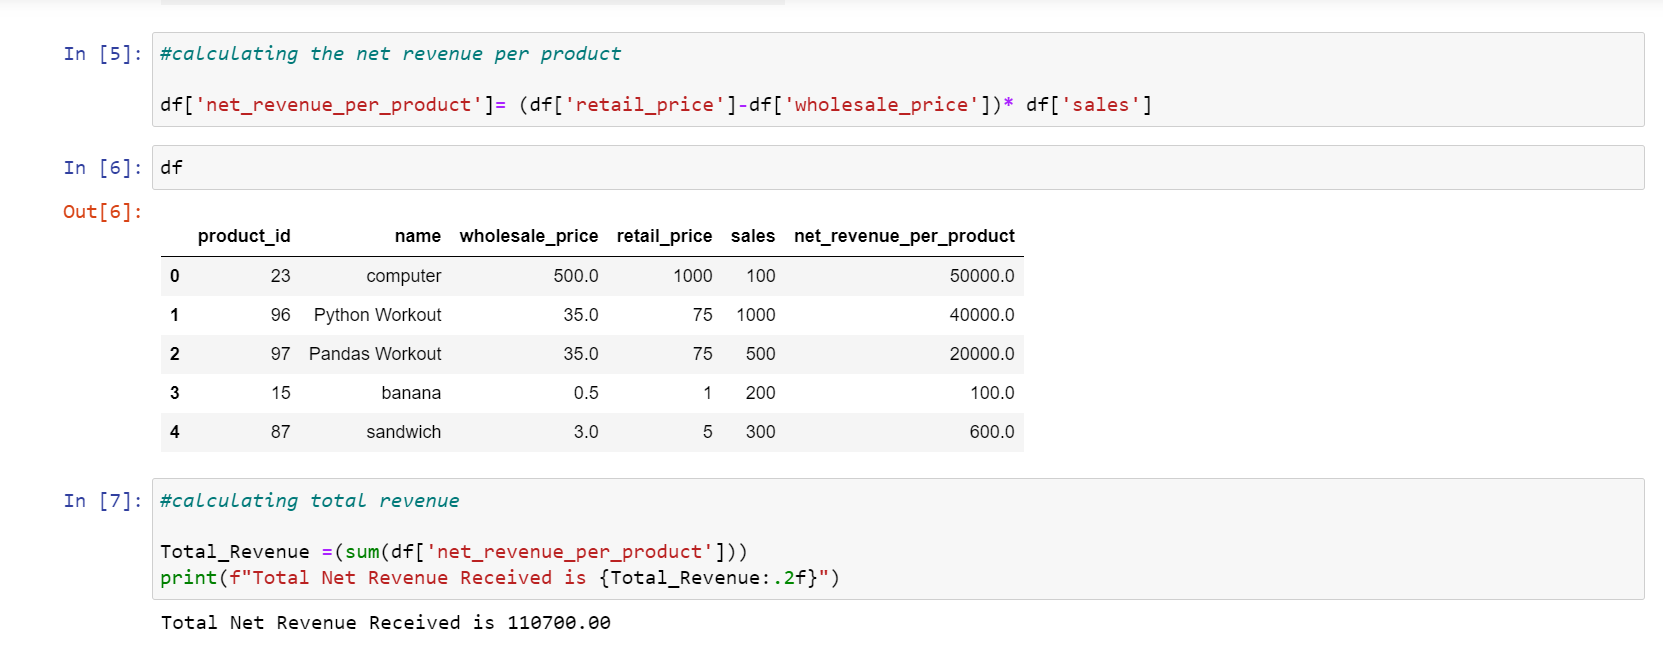 In [5]: #calculating the net revenue per product
df['net_revenue_per_product']= (df['retail_price']-df['wholesale_price'])* df['sales']
In [6]: df
Out[6]:
product_id name wholesale_price retail_price sales net_revenue_per_product
0 23 computer 500.0 1000 100 50000.0
1 96 Python Workout 35.0 75 1000 40000.0
2 97 Pandas Workout 35.0 75 500 20000.0
3 15 banana 0.5 1 200 100.0
4 87 sandwich 3.0 5 300 600.0
In [7]: #calculating total revenue
Total_Revenue =(sum(df['net_revenue_per_product']))
print(f"Total Net Revenue Received is {Total_Revenue:.2f}")
Total Net Revenue Received is 110700.00